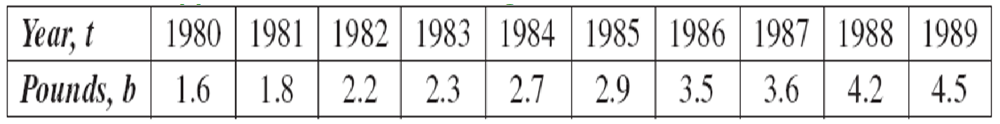 Year, t 1980 1981 1982 1983 1984 1985 1986 1987 1988 1989
Pounds, b 1.6 1.8 2.2 2.3 2.7 2.9 3.5 3.6 4.2 4.5